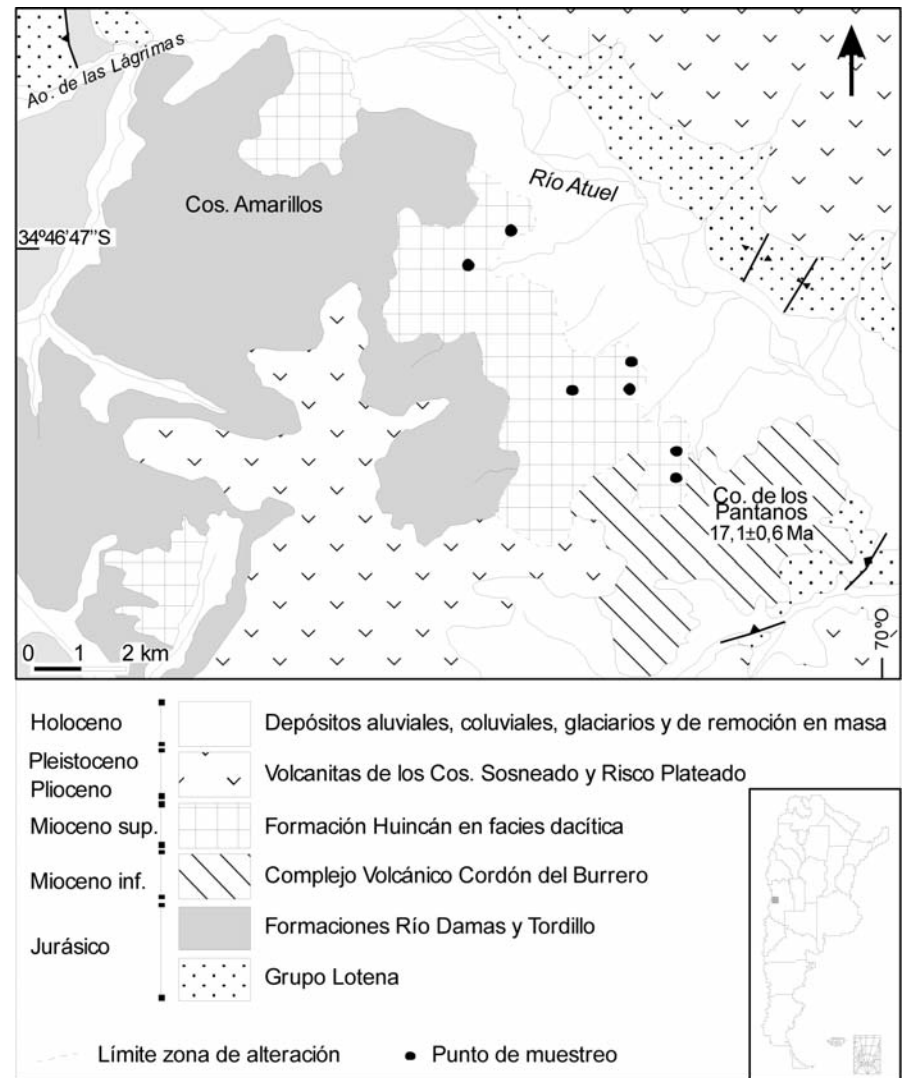 Ao. de las Lágrimas
Río Atuel
Cos. Amarillos
34º46'47''S
Co. de los
Pantanos
17,1±0,6 Ma
0 1 2 km
70ºO
Holoceno
Depósitos aluviales, coluviales, glaciarios y de remoción en masa
Pleistoceno
Plioceno
Volcanitas de los Cos. Sosneado y Risco Plateado
Mioceno sup.
Formación Huincán en facies dacítica
Mioceno inf.
Complejo Volcánico Cordón del Burrero
Jurásico
Formaciones Río Damas y Tordillo
Grupo Lotena
Límite zona de alteración
Punto de muestreo